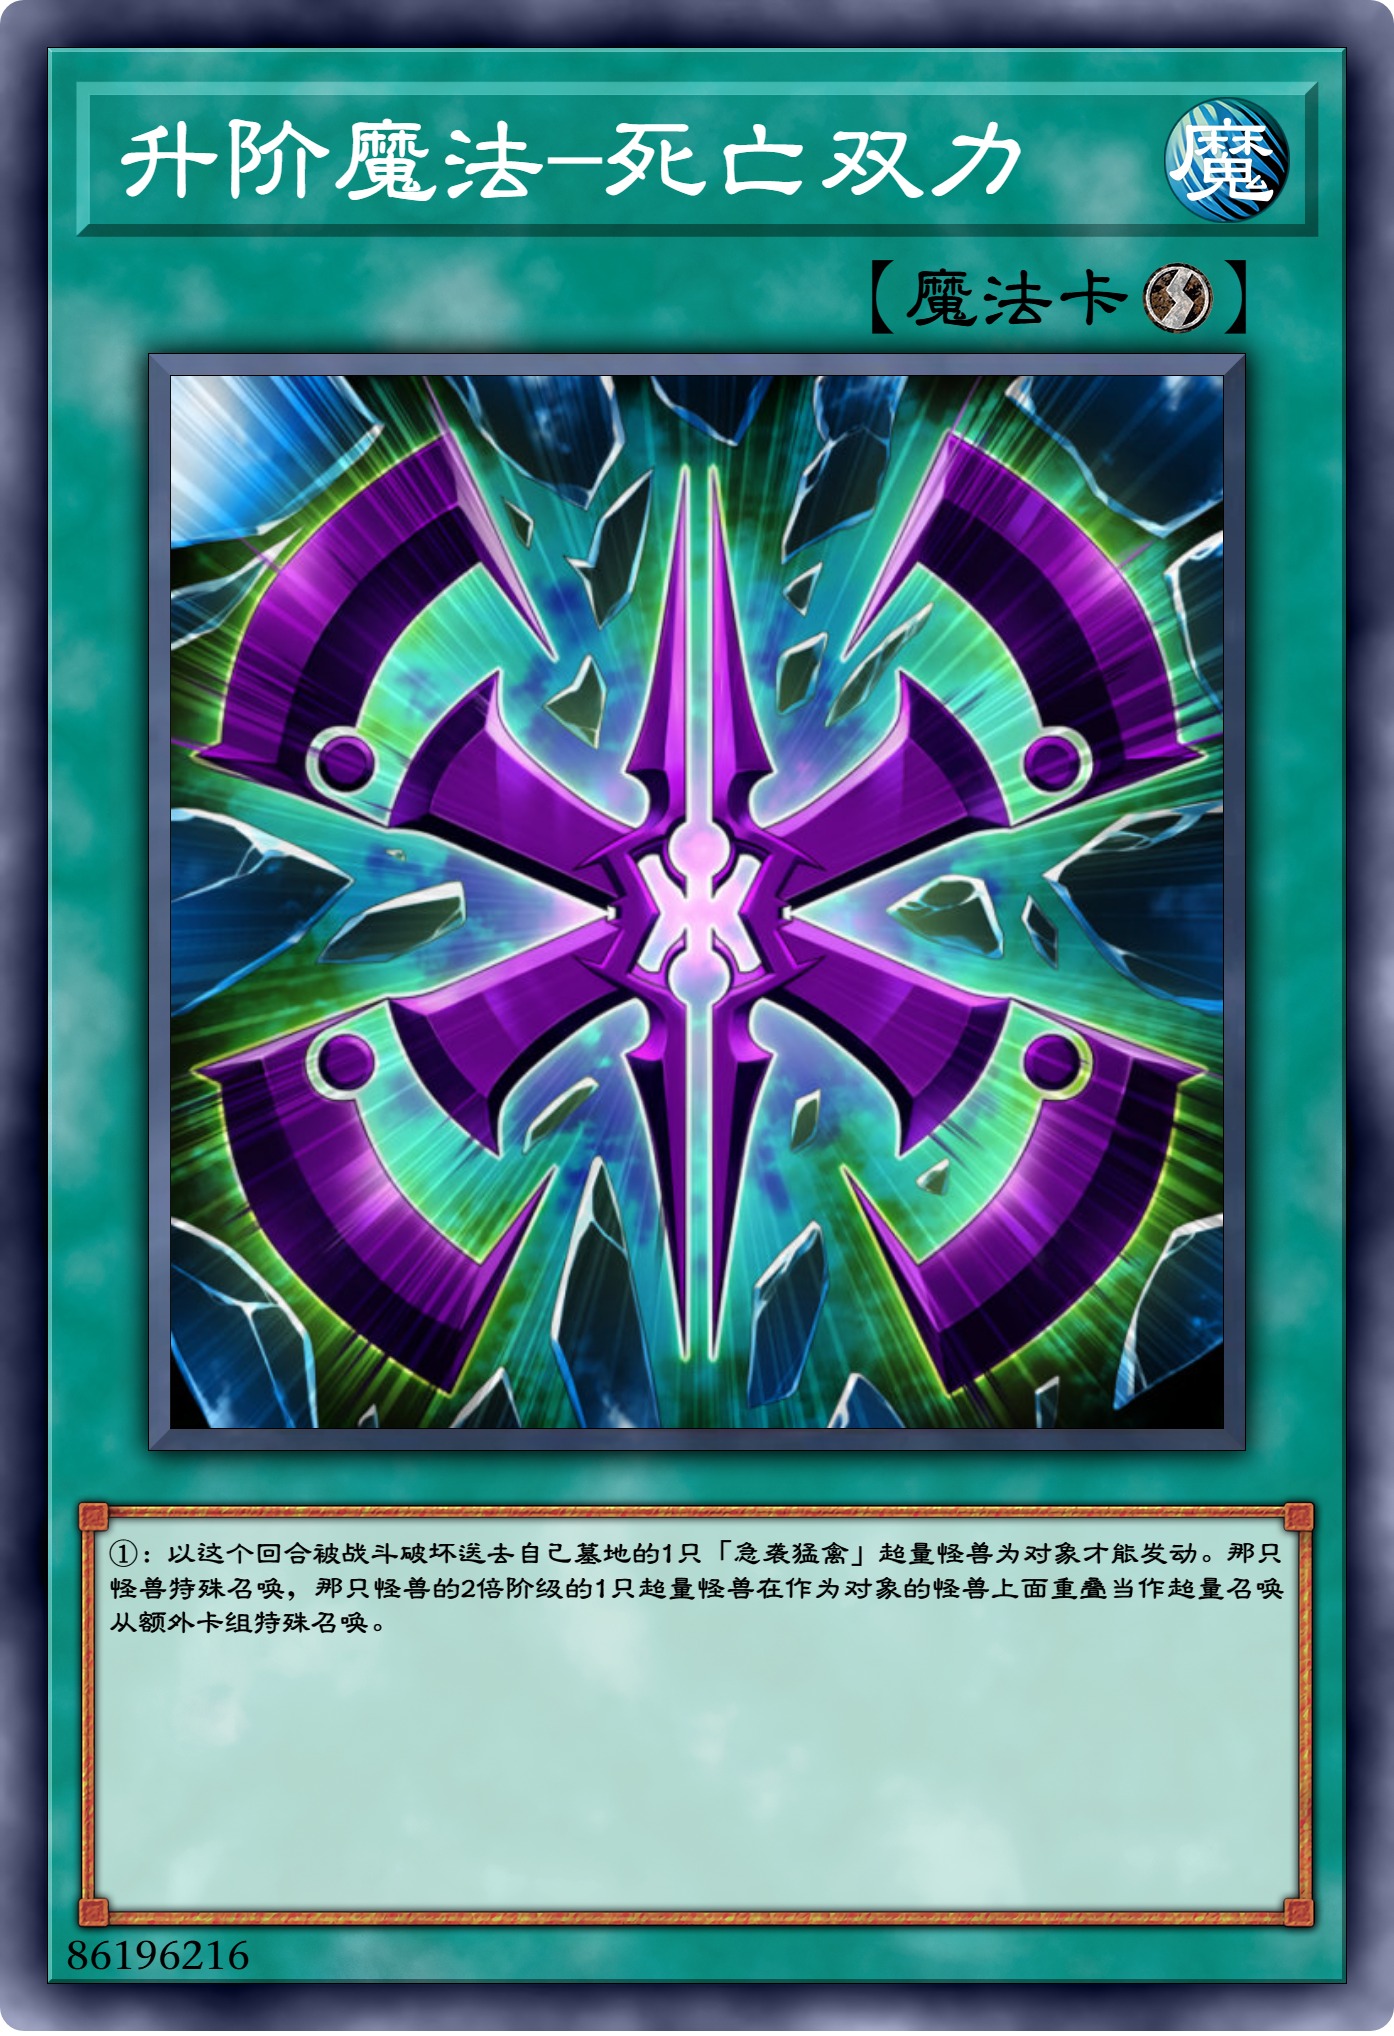 升阶魔法-死亡双力 魔
【魔法卡】
①：以这个回合被战斗破坏送去自己墓地的1只「急袭猛禽」超量怪兽为对象才能发动。那只
怪兽特殊召唤，那只怪兽的2倍阶级的1只超量怪兽在作为对象的怪兽上面重叠当作超量召唤
从额外卡组特殊召唤。
86196216